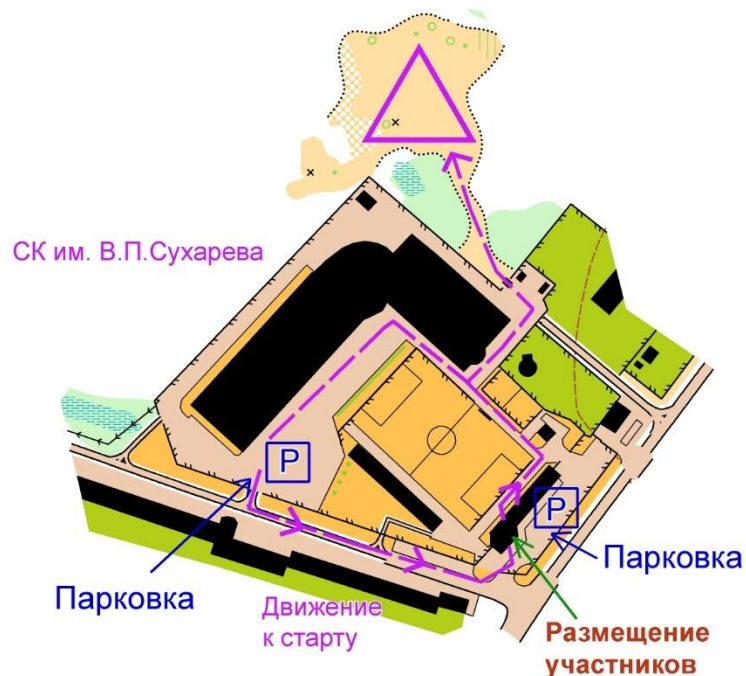 СК им. В.П.Сухарева
P
P
Парковка
Парковка
Движение
к старту
Размещение
участников